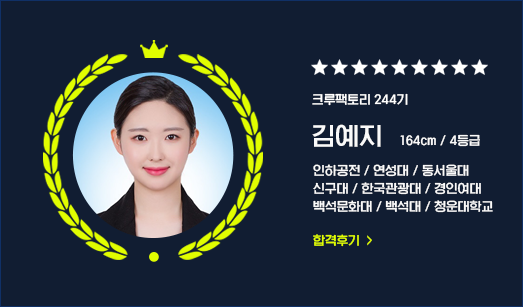 크루팩토리 244기
김예지 164cm / 4등급
인하공전 / 연성대 / 동서울대
신구대 / 한국관광대 / 경인여대
백석문화대 / 백석대 / 청운대학교
합격후기 >